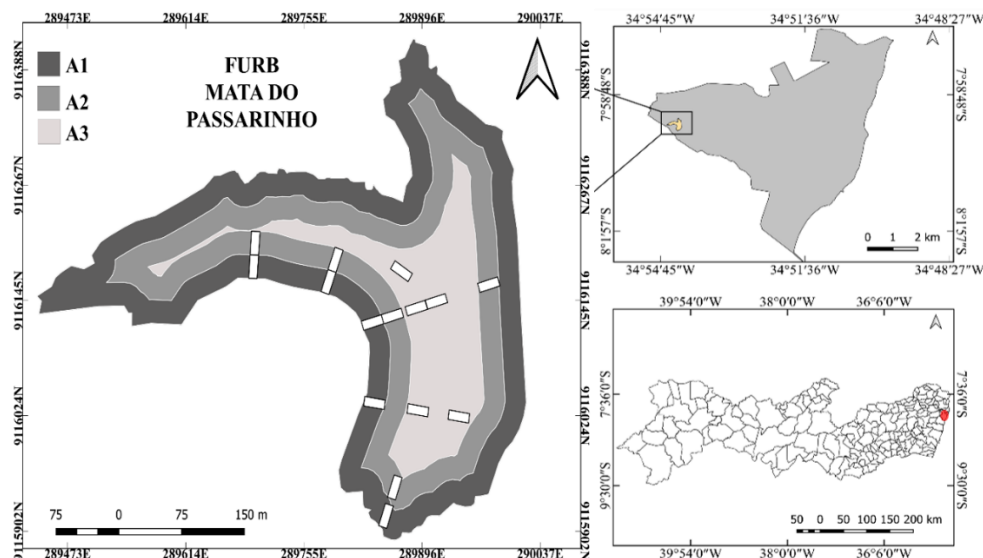 289473E 289614E 289755E 289896E 290037E
9116388N
9116267N
9116145N
9116024N
9115902N
A1
A2
A3
FURB
MATA DO
PASSARINHO
9116388N
9116267N
9116145N
9116024N
9115902N
75 0 75 150 m
289473E 289614E 289755E 289896E 290037E
34°54'45"W 34°51'36"W 34°48'27"W
7°58'48"S
8°1'57"S
7°58'48"S
8°1'57"S
0 1 2 km
34°54'45"W 34°51'36"W 34°48'27"W
39°54'0"W 38°0'0"W 36°6'0"W
7°36'0"S
9°30'0"S
7°36'0"S
9°30'0"S
50 0 50 100 150 200 km
39°54'0"W 38°0'0"W 36°6'0"W